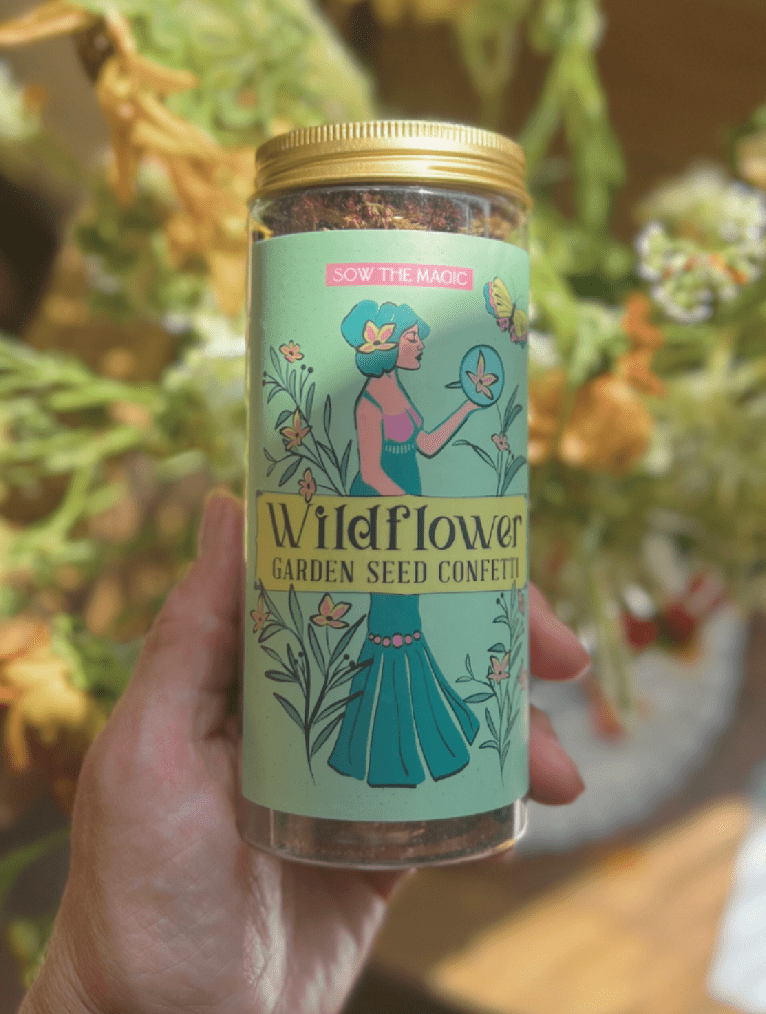 SOW THE MAGIC
Wildflower
GARDEN SEED CONFETTI